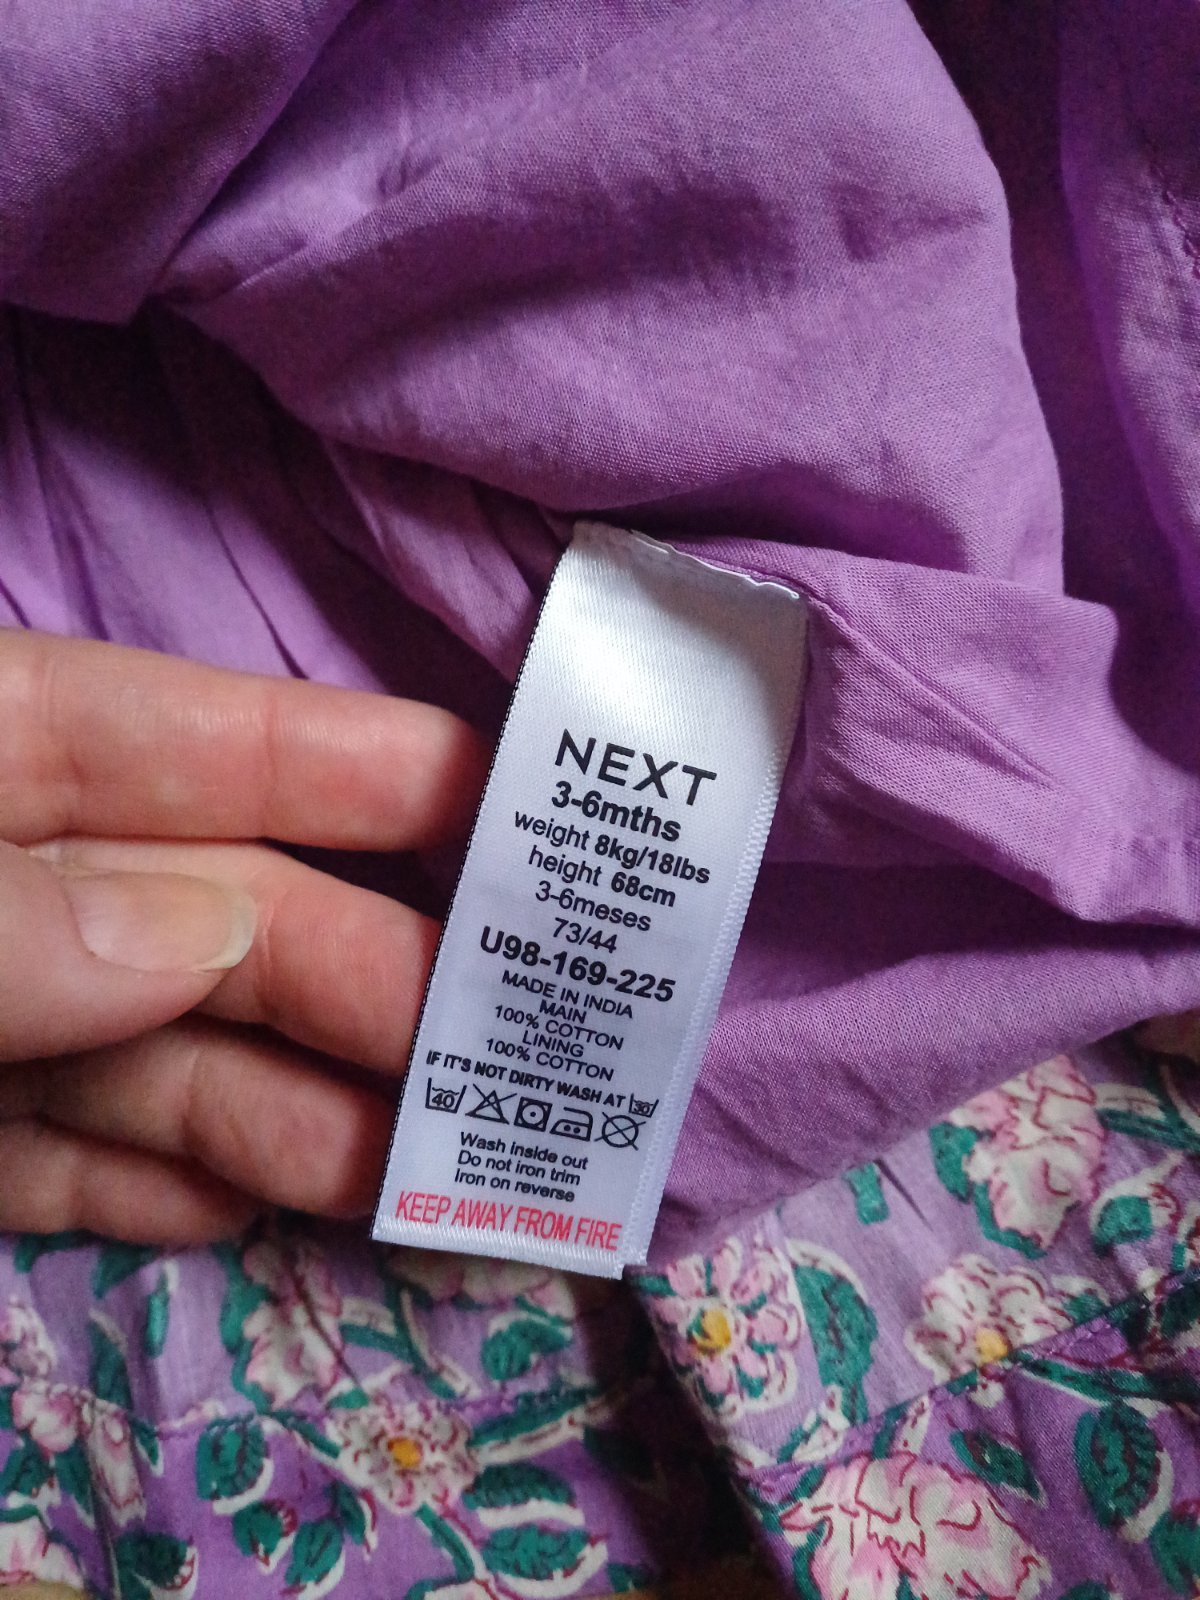 NEXT
3-6mths
weight 8kg/18lbs
height 68cm
3-6meses
73/44
U98-169-225
MADE IN INDIA
MAIN
100% COTTON
LINING
100% COTTON
IF IT'S NOT DIRTY WASH AT 30
40
Wash inside out
Do not iron trim
Iron on reverse
KEEP AWAY FROM FIRE